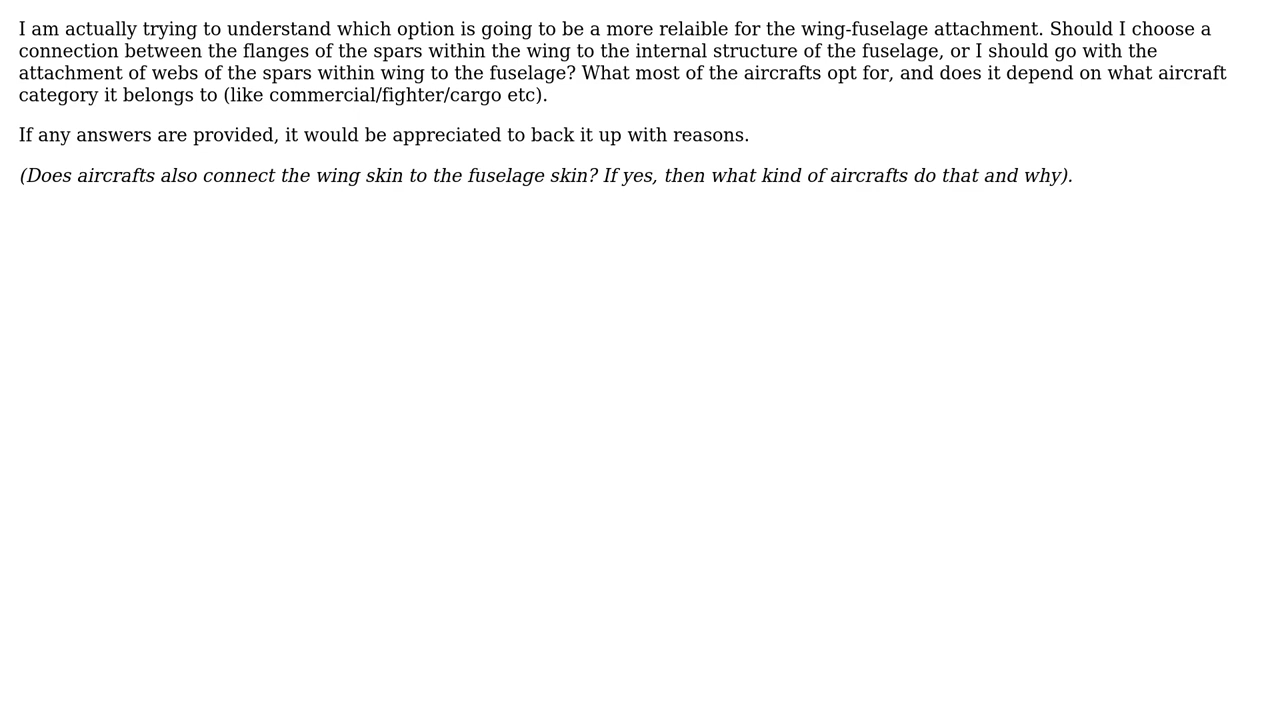 I am actually trying to understand which option is going to be a more relaible for the wing-fuselage attachment. Should I choose a
connection between the flanges of the spars within the wing to the internal structure of the fuselage, or I should go with the
attachment of webs of the spars within wing to the fuselage? What most of the aircrafts opt for, and does it depend on what aircraft
category it belongs to (like commercial/fighter/cargo etc).
If any answers are provided, it would be appreciated to back it up with reasons.
(Does aircrafts also connect the wing skin to the fuselage skin? If yes, then what kind of aircrafts do that and why).